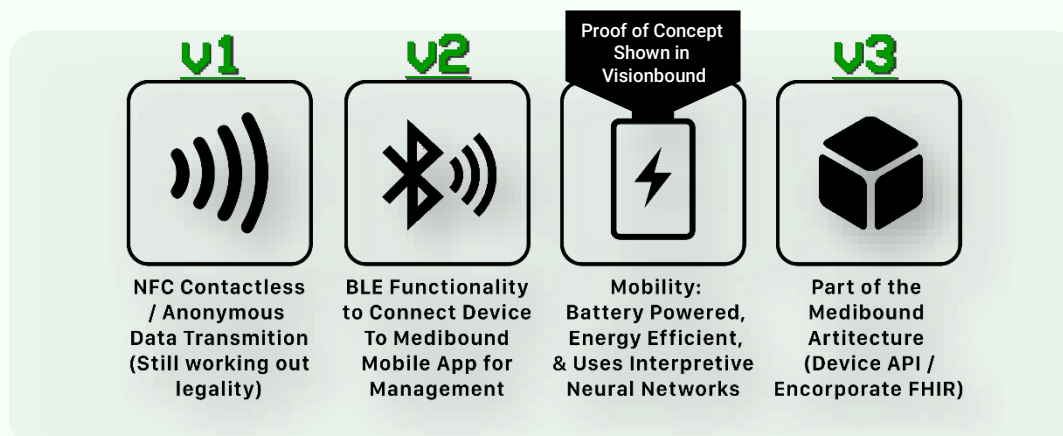 v1
NFC Contactless
/ Anonymous
Data Transmition
(Still working out
legality)
v2
BLE Functionality
to Connect Device
To Medibound
Mobile App for
Management
Proof of Concept
Shown in
Visionbound
Mobility:
Battery Powered,
Energy Efficient,
& Uses Interpretive
Neural Networks
v3
Part of the
Medibound
Artitecture
(Device API /
Encorporate FHIR)